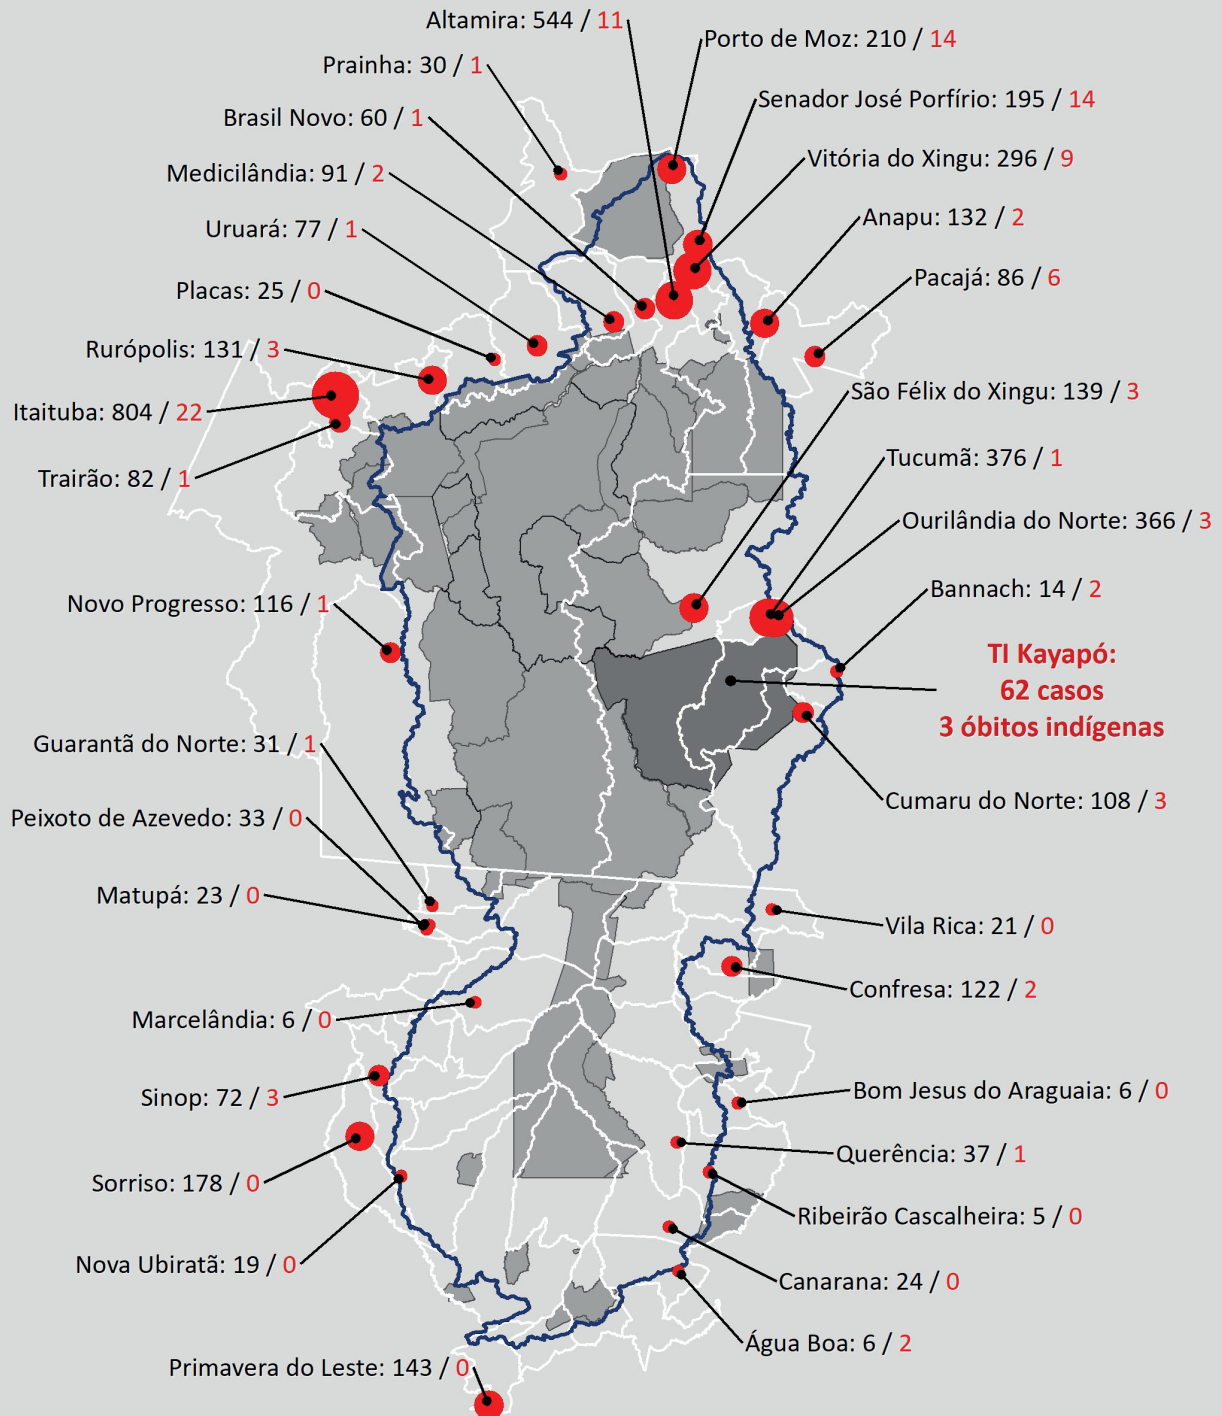 Altamira: 544 / 11
Porto de Moz: 210 / 14
Prainha: 30 / 1
Senador José Porfírio: 195 / 14
Brasil Novo: 60 / 1
Vitória do Xingu: 296 / 9
Medicilândia: 91 / 2
Anapu: 132 / 2
Uruará: 77 / 1
Pacajá: 86 / 6
Placas: 25 / 0
Rurópolis: 131 / 3
São Félix do Xingu: 139 / 3
Itaituba: 804 / 22
Tucumã: 376 / 1
Trairão: 82 / 1
Ourilândia do Norte: 366 / 3
Bannach: 14 / 2
Novo Progresso: 116 / 1
TI Kayapó:
62 casos
3 óbitos indígenas
Guarantã do Norte: 31 / 1
Cumaru do Norte: 108 / 3
Peixoto de Azevedo: 33 / 0
Matupá: 23 / 0
Vila Rica: 21 / 0
Confresa: 122 / 2
Marcelândia: 6 / 0
Bom Jesus do Araguaia: 6 / 0
Sinop: 72 / 3
Querência: 37 / 1
Sorriso: 178 / 0
Ribeirão Cascalheira: 5 / 0
Nova Ubiratã: 19 / 0
Canarana: 24 / 0
Água Boa: 6 / 2
Primavera do Leste: 143 / 0